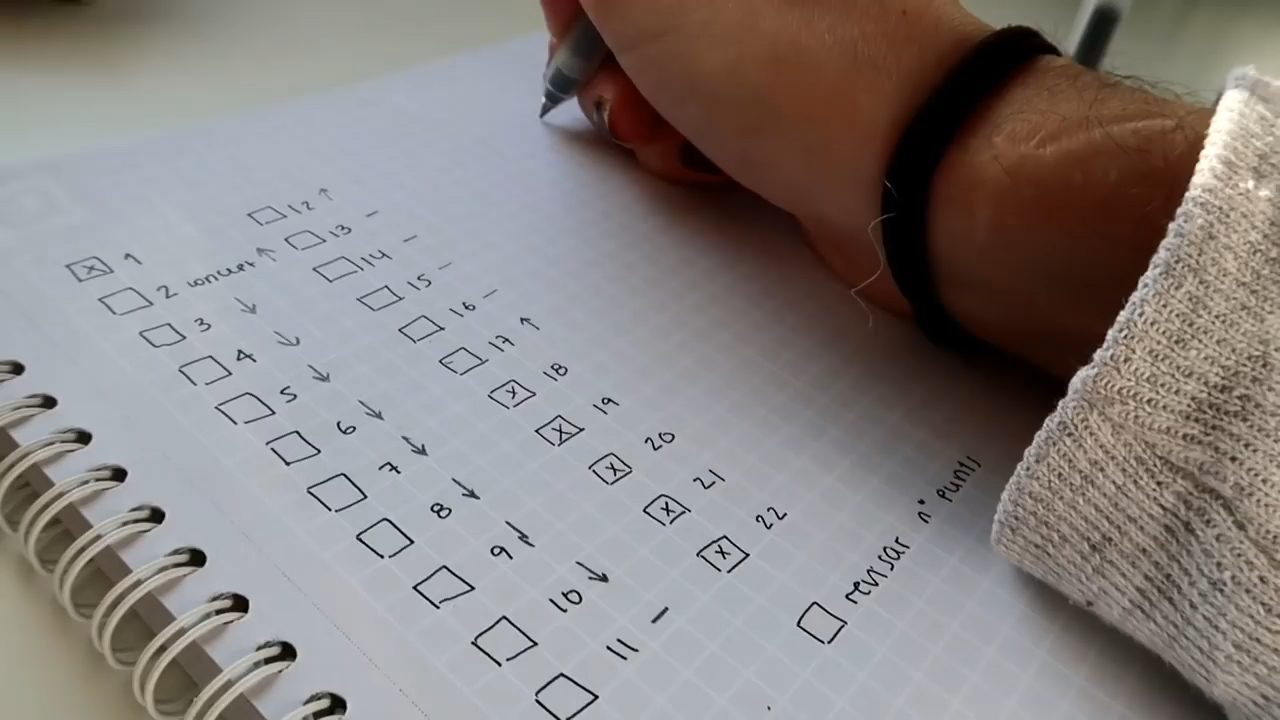 ☒ 1
☐ 2 concept ↑
☐ 3 ↓
☐ 4 ↓
☐ 5 ↓
☐ 6 ↓
☐ 7 ↓
☐ 8 ↓
☐ 9
☐ 10 ↓
☐ 11 –
☐ 12 ↑
☐ 13 –
☐ 14 –
☐ 15 –
☐ 16 –
☐ 17 ↑
☒ 18
☒ 19
☒ 20
☒ 21
☒ 22
☐ revisar n° punts